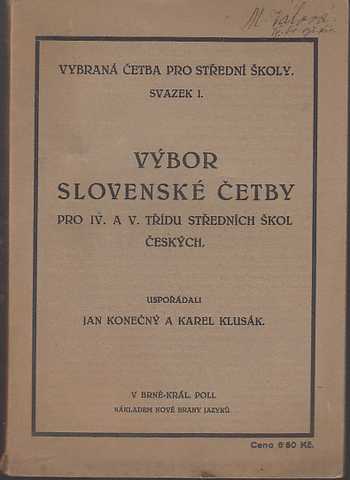 VYBRANÁ ČETBA PRO STŘEDNÍ ŠKOLY.
SVAZEK I.
VÝBOR
SLOVENSKÉ ČETBY
PRO IV. A V. TŘÍDU STŘEDNÍCH ŠKOL
ČESKÝCH.
USPOŘÁDALI
JAN KONEČNÝ A KAREL KLUSÁK.
V BRNĚ-KRÁL. POLI.
NÁKLADEM NOVÉ BRÁNY JAZYKŮ.
Cena 6·50 Kč.